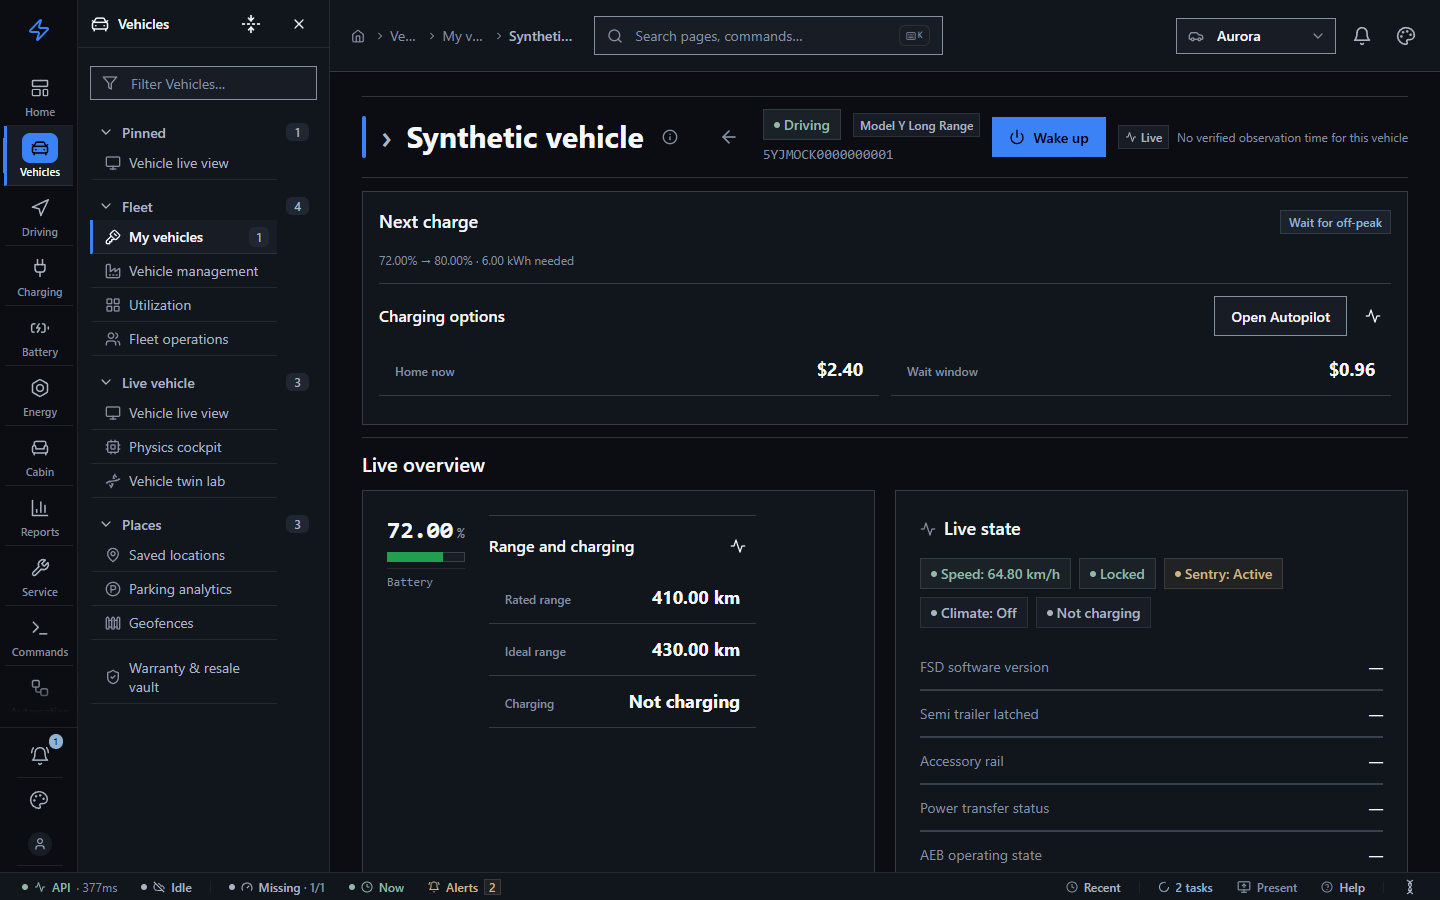 Vehicles
Ve...
My v...
Syntheti...
Search pages, commands...
K
Aurora
Home
Vehicles
Driving
Charging
Battery
Energy
Cabin
Reports
Service
Commands
1
Filter Vehicles...
Pinned 1
Vehicle live view
Fleet 4
My vehicles 1
Vehicle management
Utilization
Fleet operations
Live vehicle 3
Vehicle live view
Physics cockpit
Vehicle twin lab
Places 3
Saved locations
Parking analytics
Geofences
Warranty & resale
vault
Synthetic vehicle
Driving
Model Y Long Range
5YJMOCK0000000001
Wake up
Live
No verified observation time for this vehicle
Next charge
Wait for off-peak
72.00% → 80.00% · 6.00 kWh needed
Charging options
Open Autopilot
Home now $2.40
Wait window $0.96
Live overview
72.00%
Battery
Range and charging
Rated range 410.00 km
Ideal range 430.00 km
Charging Not charging
Live state
Speed: 64.80 km/h
Locked
Sentry: Active
Climate: Off
Not charging
FSD software version —
Semi trailer latched —
Accessory rail —
Power transfer status —
AEB operating state —
API · 377ms
Idle
Missing · 1/1
Now
Alerts 2
Recent
2 tasks
Present
Help